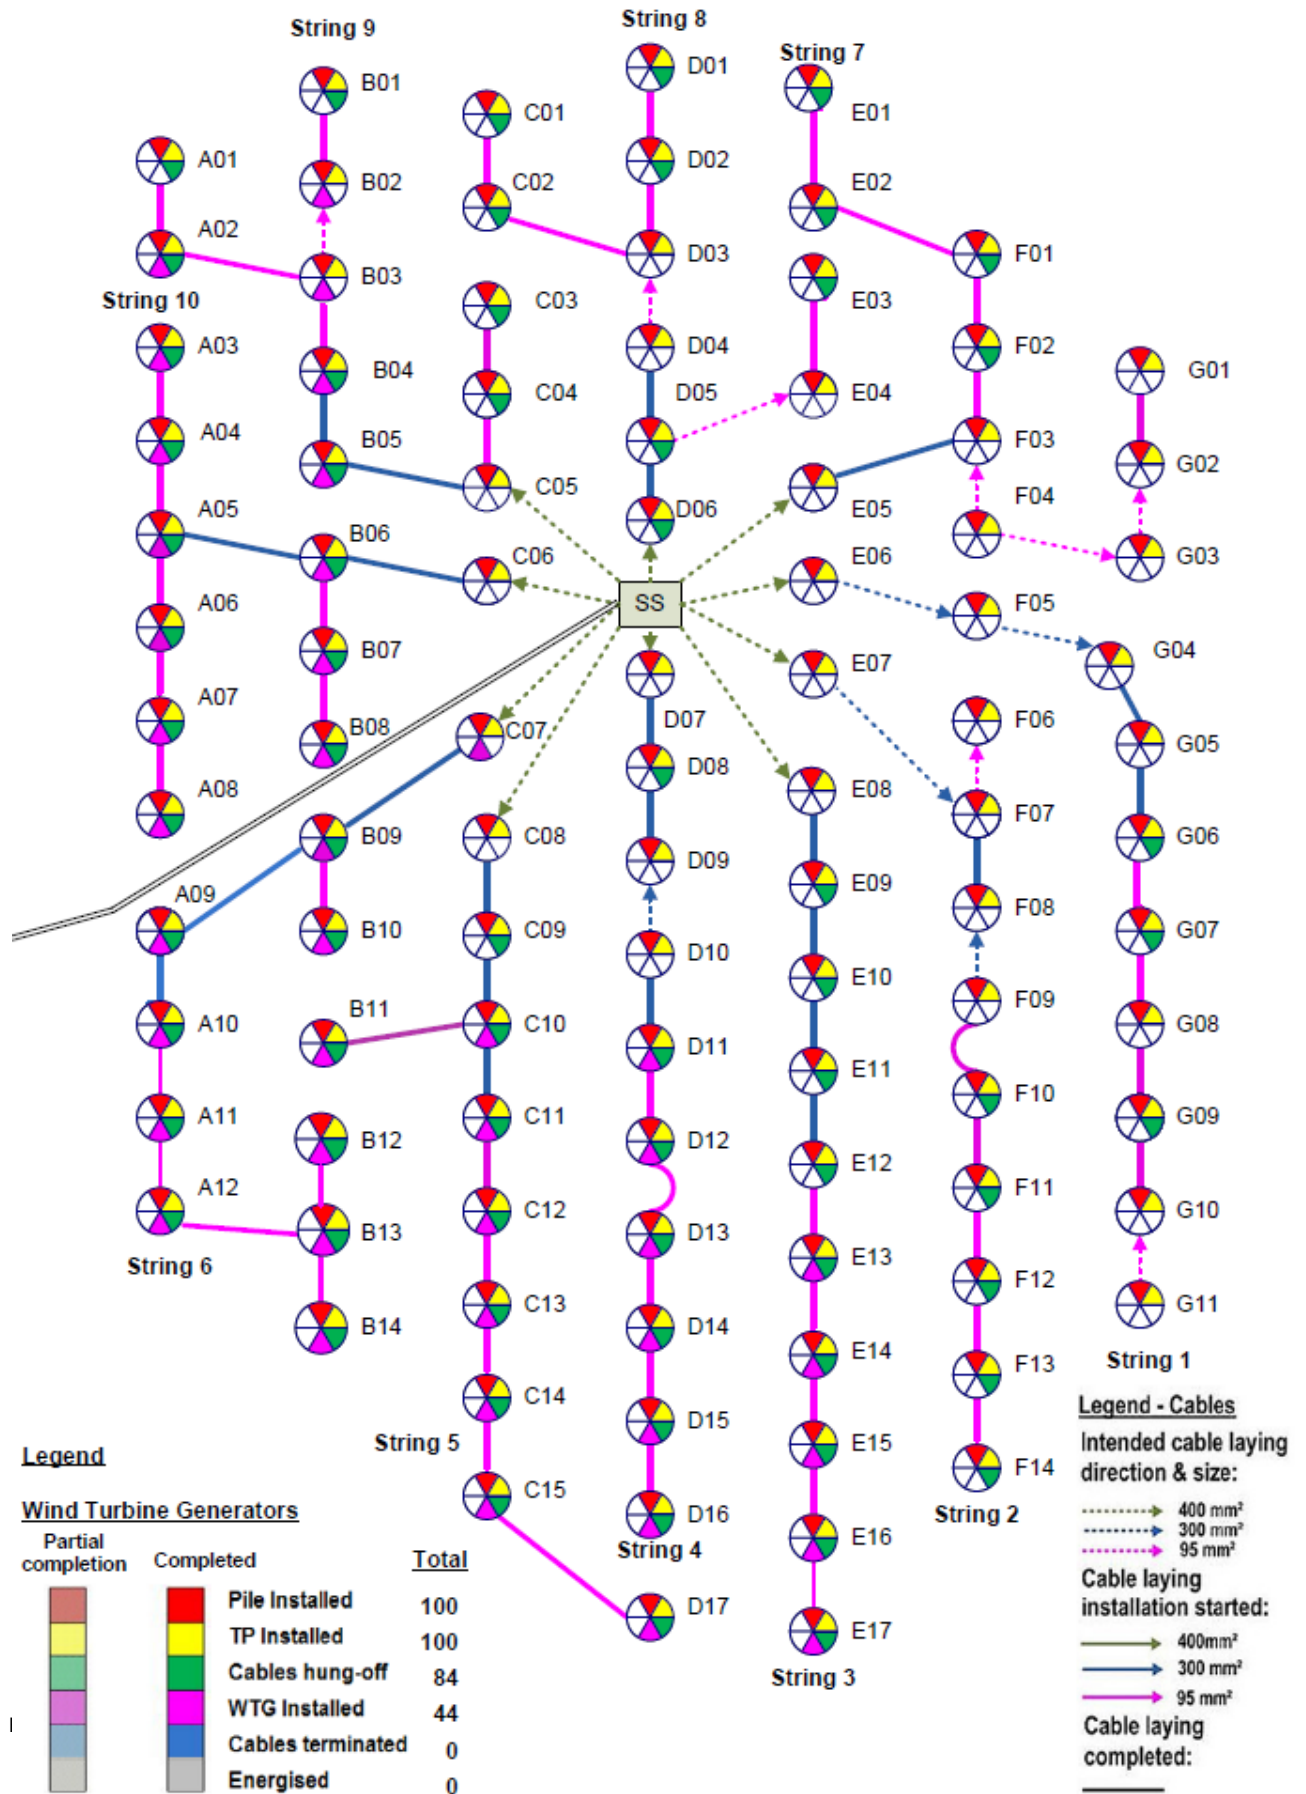 String 9
String 8
String 7
B01
D01
C01
E01
A01
B02
C02
D02
E02
A02
B03
D03
F01
String 10
C03
E03
A03
B04
D04
F02
G01
C04
D05
E04
A04
B05
C05
F03
G02
A05
B06
C06
D06
E05
F04
G03
E06
SS
F05
A06
B07
E07
G04
A07
B08
C07
D07
F06
G05
A08
D08
E08
F07
B09
C08
G06
A09
D09
E09
F08
B10
C09
G07
D10
E10
F09
A10
B11
C10
D11
E11
F10
G08
A11
B12
C11
D12
E12
F11
G09
A12
B13
C12
D13
E13
F12
G10
String 6
B14
C13
D14
E14
F13
G11
String 1
C14
D15
E15
F14
String 5
C15
D16
E16
String 2
String 4
D17
E17
String 3
Legend
Wind Turbine Generators
Partial completion
Completed
Total
Pile Installed 100
TP Installed 100
Cables hung-off 84
WTG Installed 44
Cables terminated 0
Energised 0
Legend - Cables
Intended cable laying
direction & size:
400 mm²
300 mm²
95 mm²
Cable laying
installation started:
400mm²
300 mm²
95 mm²
Cable laying
completed: